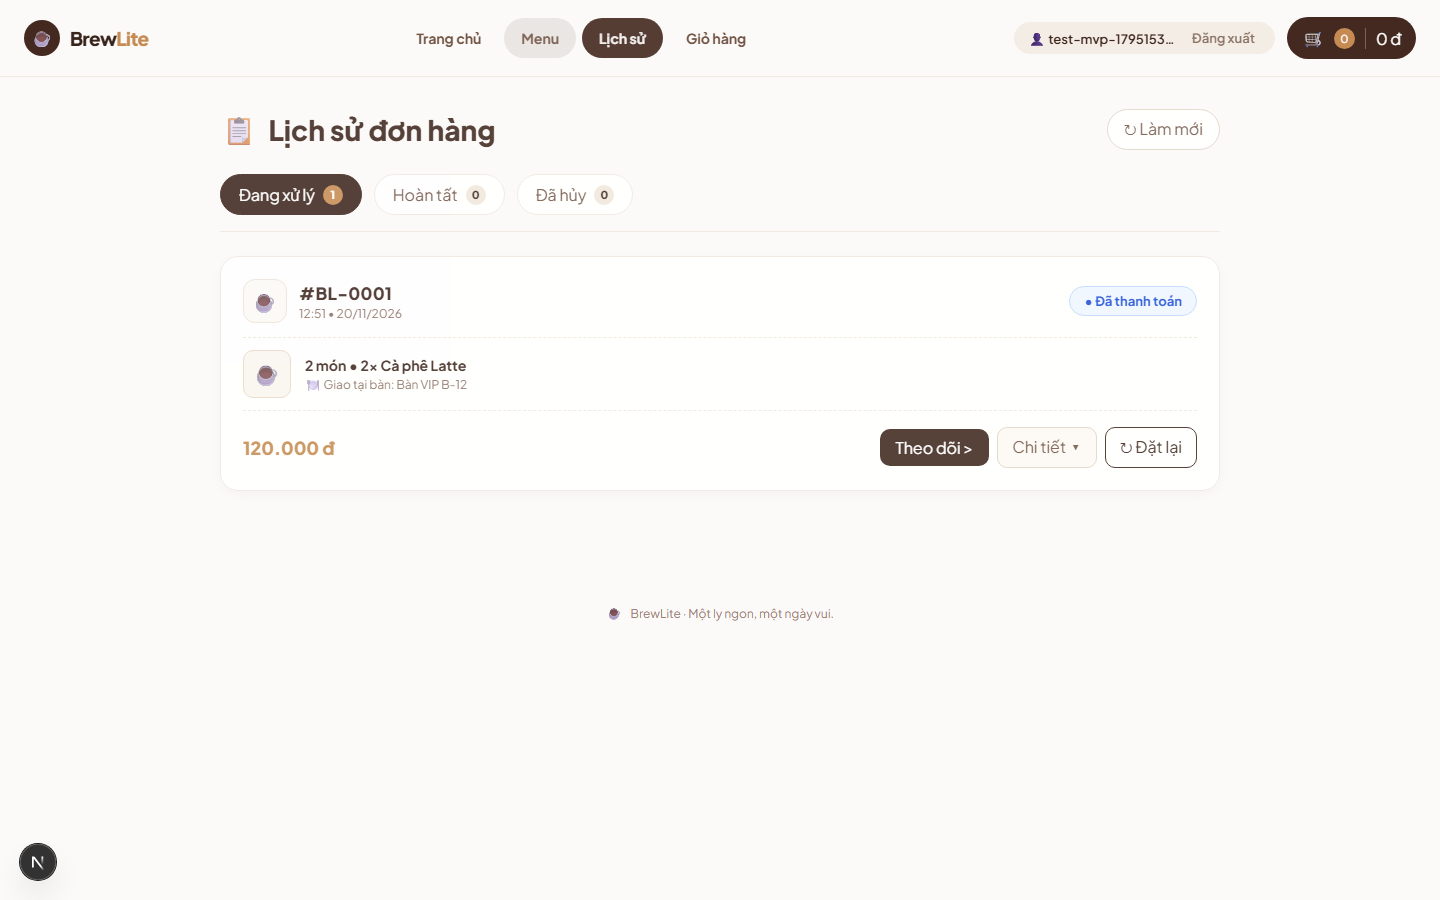 BrewLite
Trang chủ
Menu
Lịch sử
Giỏ hàng
test-mvp-1795153...
Đăng xuất
0
0 đ
Lịch sử đơn hàng
↻ Làm mới
Đang xử lý 1
Hoàn tất 0
Đã hủy 0
#BL-0001
12:51 • 20/11/2026
• Đã thanh toán
2 món • 2x Cà phê Latte
Giao tại bàn: Bàn VIP B-12
120.000 đ
Theo dõi >
Chi tiết ▾
↻ Đặt lại
BrewLite · Một ly ngon, một ngày vui.
N